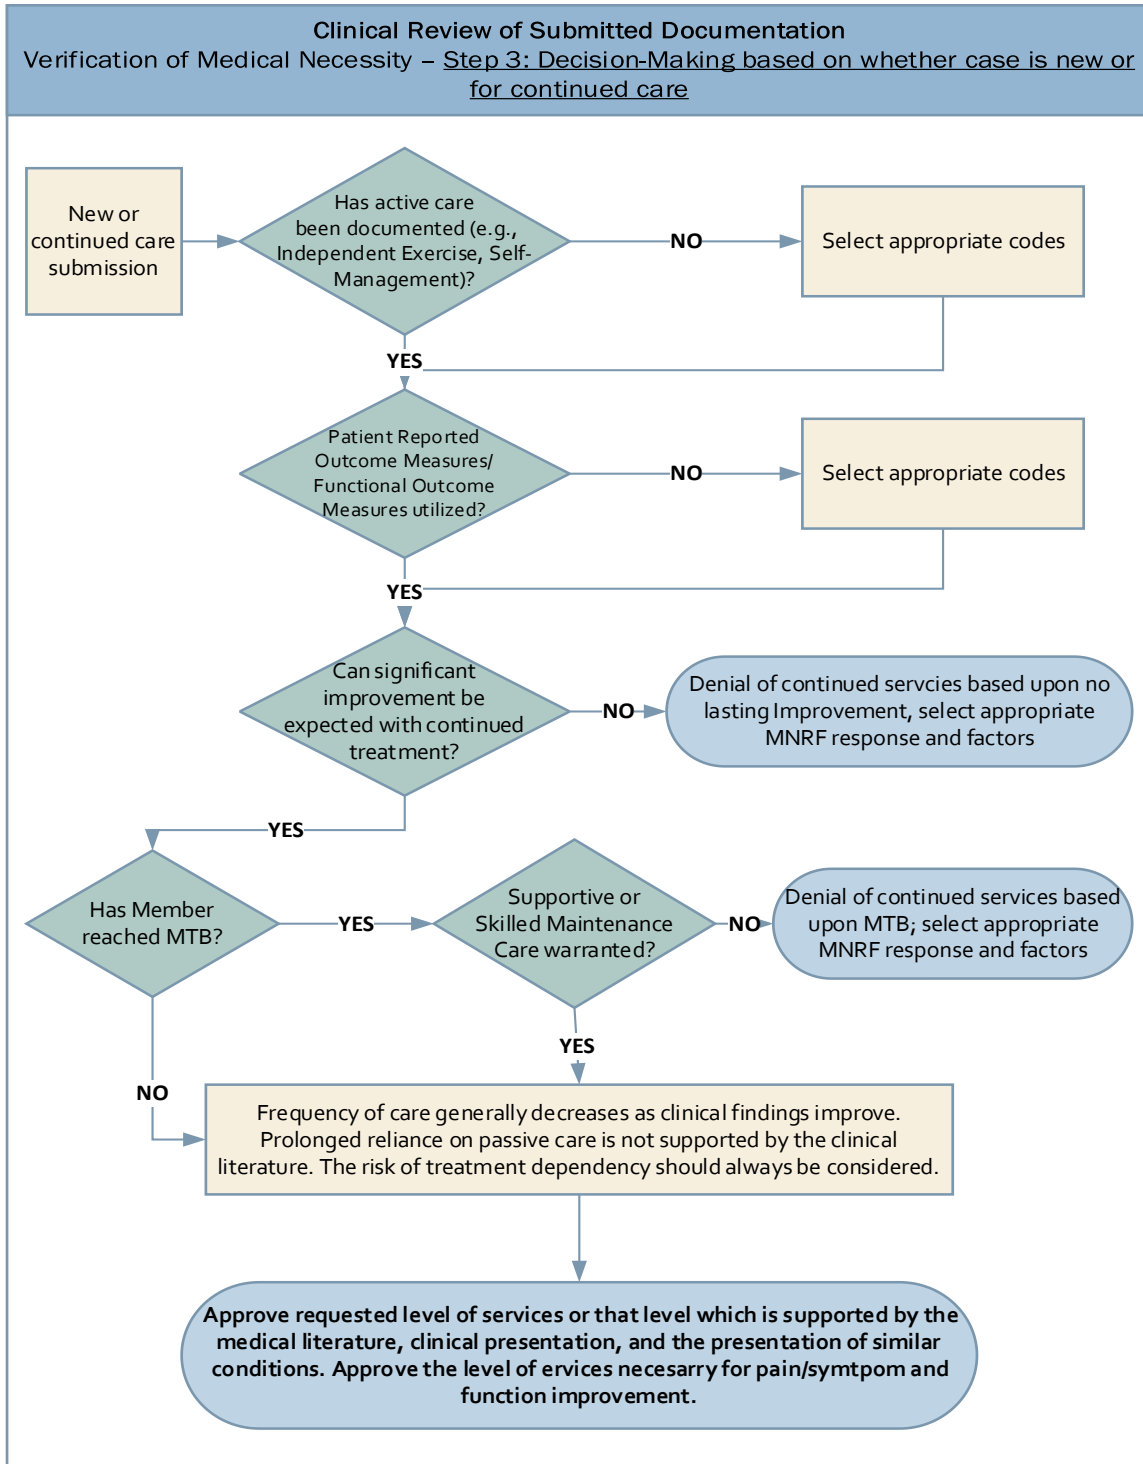 Clinical Review of Submitted Documentation
Verification of Medical Necessity – Step 3: Decision-Making based on whether case is new or
for continued care
New or
continued care
submission
Has active care
been documented (e.g.,
Independent Exercise, Self-
Management)?
NO
Select appropriate codes
YES
Patient Reported
Outcome Measures/
Functional Outcome
Measures utilized?
NO
Select appropriate codes
YES
Can significant
improvement be
expected with continued
treatment?
NO
Denial of continued servcies based upon no
lasting Improvement, select appropriate
MNRF response and factors
YES
Has Member
reached MTB?
YES
Supportive or
Skilled Maintenance
Care warranted?
NO
Denial of continued services based
upon MTB; select appropriate
MNRF response and factors
YES
NO
Frequency of care generally decreases as clinical findings improve.
Prolonged reliance on passive care is not supported by the clinical
literature. The risk of treatment dependency should always be considered.
Approve requested level of services or that level which is supported by the
medical literature, clinical presentation, and the presentation of similar
conditions. Approve the level of ervices necesarry for pain/symtpom and
function improvement.